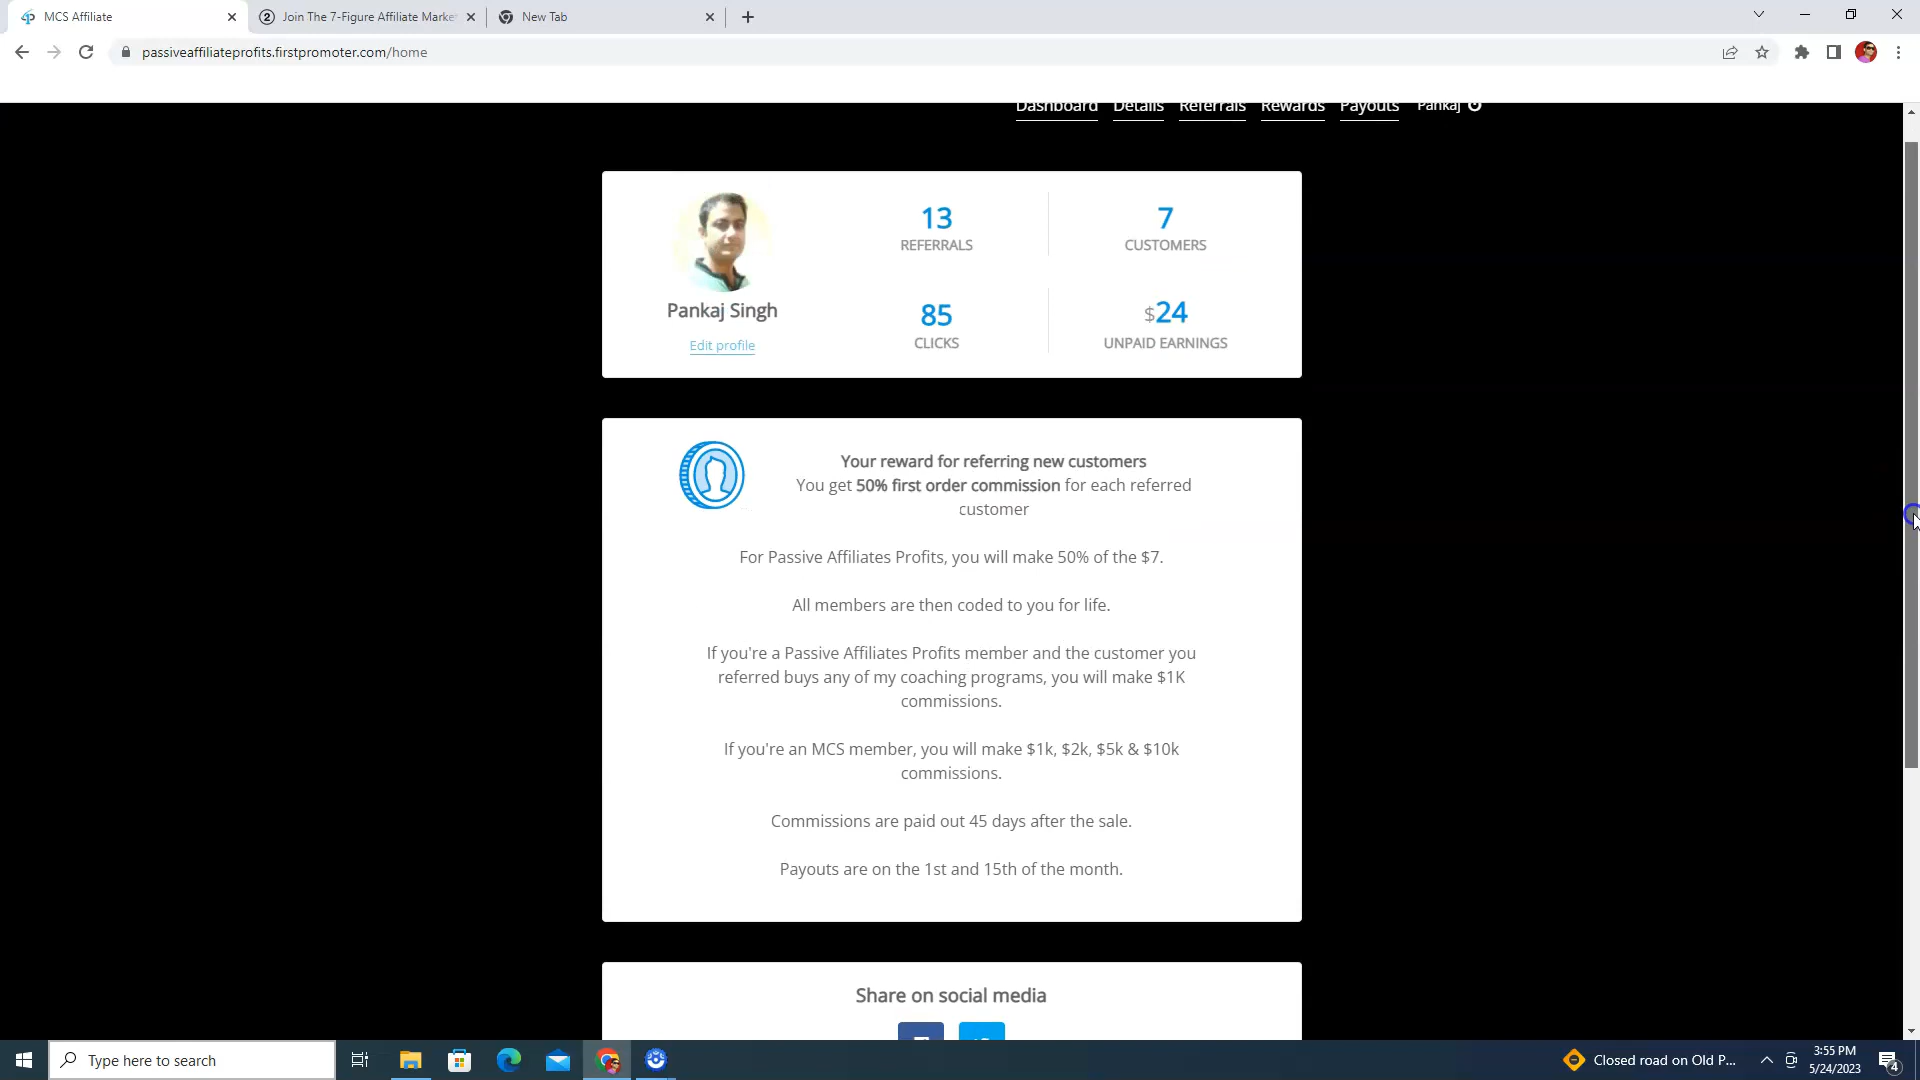 MCS Affiliate
Join The 7-Figure Affiliate Market
New Tab
passiveaffiliateprofits.firstpromoter.com/home
Dashboard Details Referrals Rewards Payouts Pankaj
13
REFERRALS
7
CUSTOMERS
Pankaj Singh
Edit profile
85
CLICKS
$24
UNPAID EARNINGS
Your reward for referring new customers
You get 50% first order commission for each referred
customer
For Passive Affiliates Profits, you will make 50% of the $7.
All members are then coded to you for life.
If you're a Passive Affiliates Profits member and the customer you
referred buys any of my coaching programs, you will make $1K
commissions.
If you're an MCS member, you will make $1k, $2k, $5k & $10k
commissions.
Commissions are paid out 45 days after the sale.
Payouts are on the 1st and 15th of the month.
Share on social media
Type here to search
Closed road on Old P...
3:55 PM
5/24/2023
4